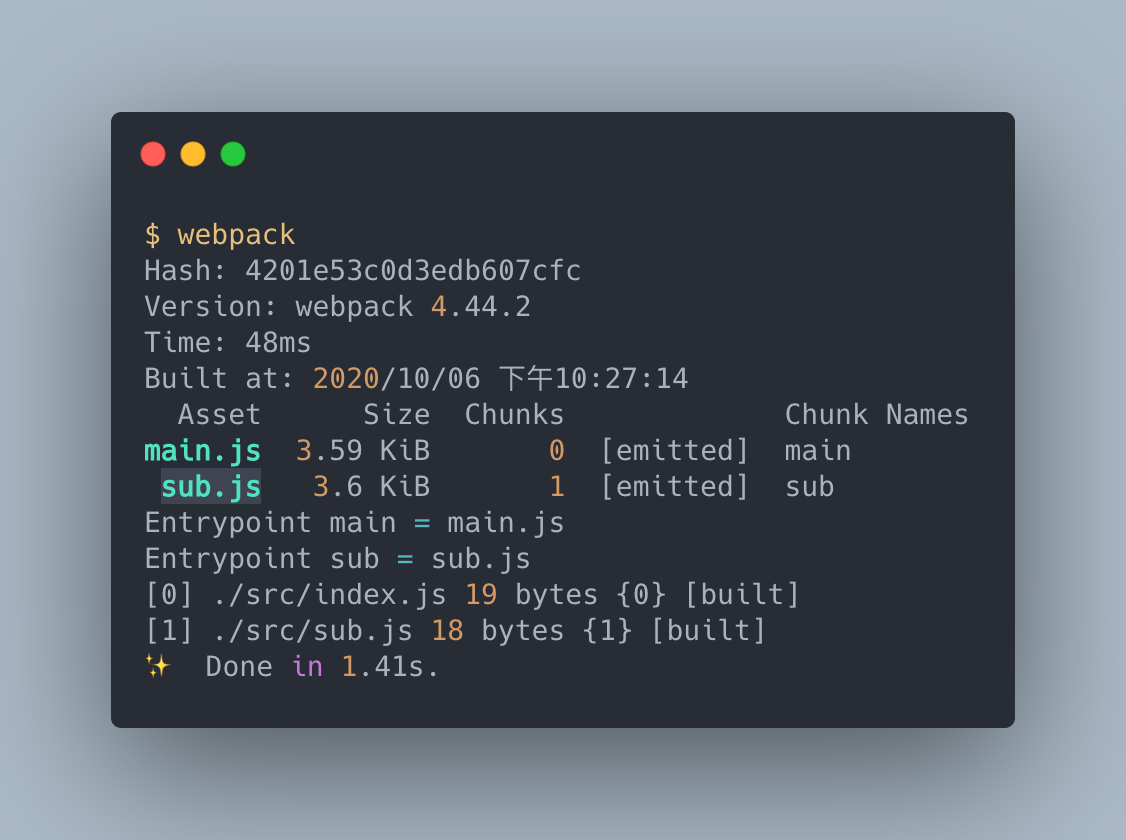 $ webpack
Hash: 4201e53c0d3edb607cfc
Version: webpack 4.44.2
Time: 48ms
Built at: 2020/10/06 下午10:27:14
  Asset      Size  Chunks             Chunk Names
main.js  3.59 KiB       0  [emitted]  main
 sub.js   3.6 KiB       1  [emitted]  sub
Entrypoint main = main.js
Entrypoint sub = sub.js
[0] ./src/index.js 19 bytes {0} [built]
[1] ./src/sub.js 18 bytes {1} [built]
✨  Done in 1.41s.